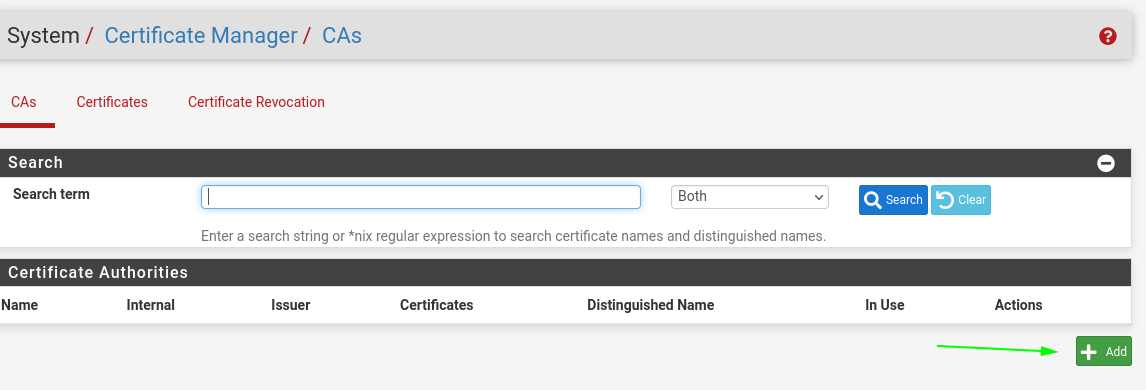 System / Certificate Manager / CAs
CAs Certificates Certificate Revocation
Search
Search term Both Search Clear
Enter a search string or *nix regular expression to search certificate names and distinguished names.
Certificate Authorities
Name Internal Issuer Certificates Distinguished Name In Use Actions
Add